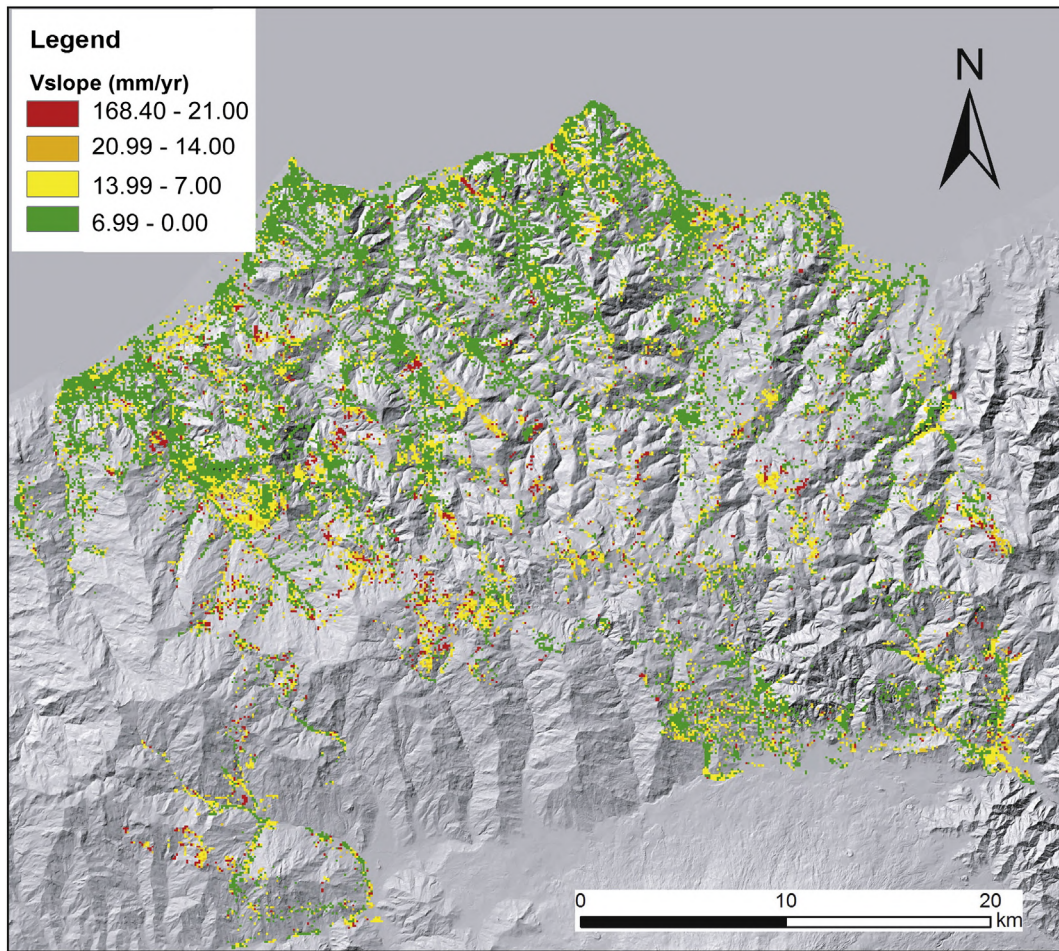 Legend
Vslope (mm/yr)
168.40 - 21.00
20.99 - 14.00
13.99 - 7.00
6.99 - 0.00
N
0 10 20
km